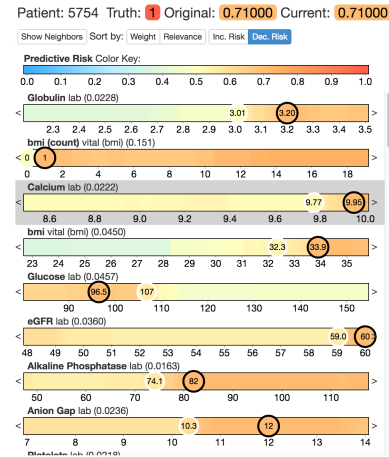 Patient: 5754 Truth: 1 Original: 0.71000 Current: 0.71000
Show Neighbors Sort by: Weight Relevance Inc. Risk Dec. Risk
Predictive Risk Color Key:
0.0 0.1 0.2 0.3 0.4 0.5 0.6 0.7 0.8 0.9 1.0
Globulin lab (0.0228)
< 3.01 3.20 >
2.3 2.4 2.5 2.6 2.7 2.8 2.9 3.0 3.1 3.2 3.3 3.4 3.5
bmi (count) vital (bmi) (0.151)
< 0 1 >
0 2 4 6 8 10 12 14 16 18
Calcium lab (0.0222)
< 9.77 9.95 >
8.6 8.8 9.0 9.2 9.4 9.6 9.8 10.0
bmi vital (bmi) (0.0450)
< 32.3 33.9 >
23 24 25 26 27 28 29 30 31 32 33 34 35
Glucose lab (0.0457)
< 96.5 107 >
90 100 110 120 130 140 150
eGFR lab (0.0360)
< 59.0 60 >
48 49 50 51 52 53 54 55 56 57 58 59 60
Alkaline Phosphatase lab (0.0163)
< 74.1 82 >
50 60 70 80 90 100 110
Anion Gap lab (0.0236)
< 10.3 12 >
7 8 9 10 11 12 13 14
Platelets lab (0.0218)